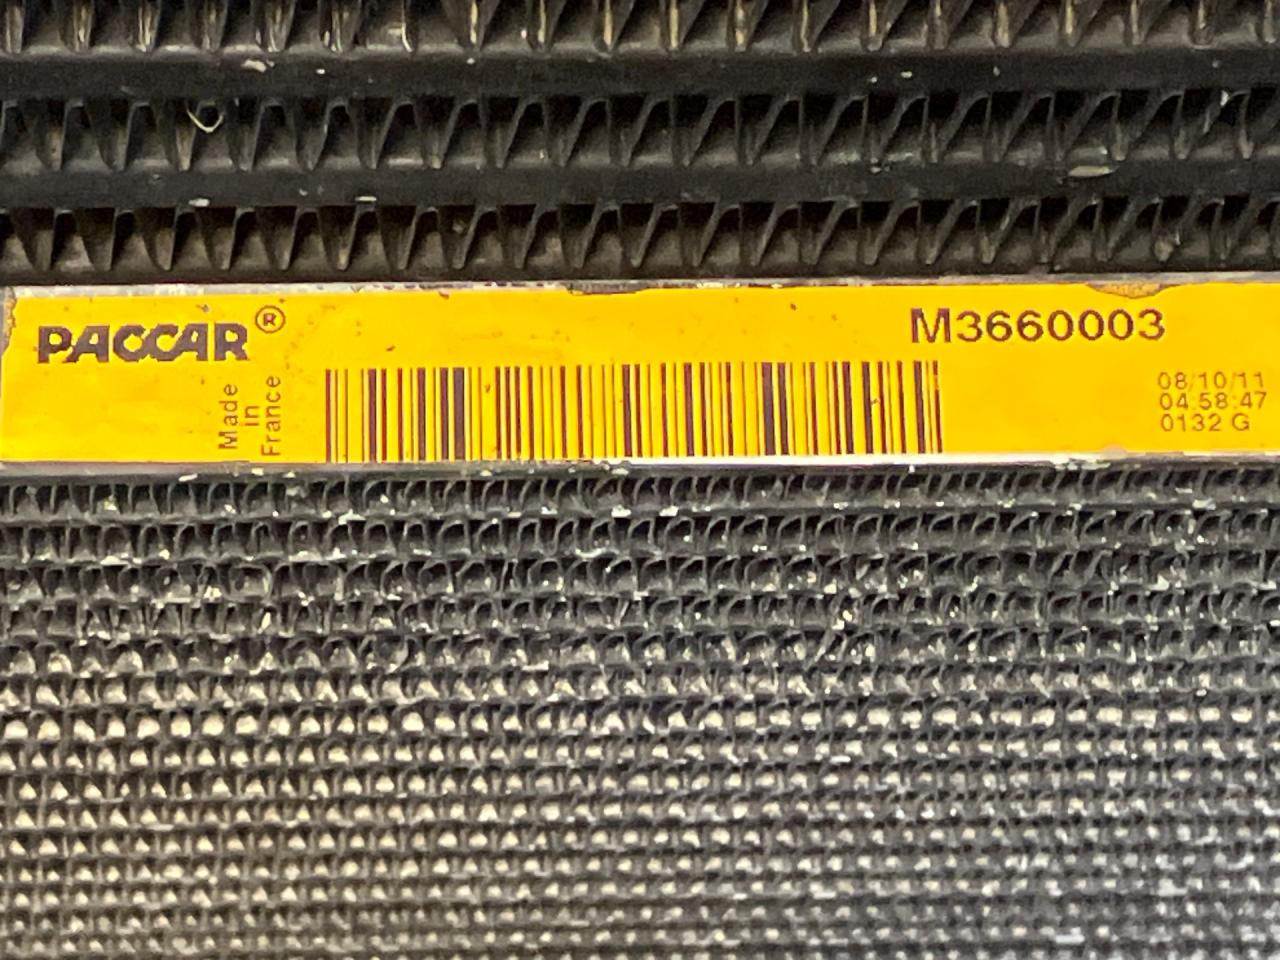 PACCAR®
M3660003
Made
in
France
08/10/11
04:58:47
0132 G